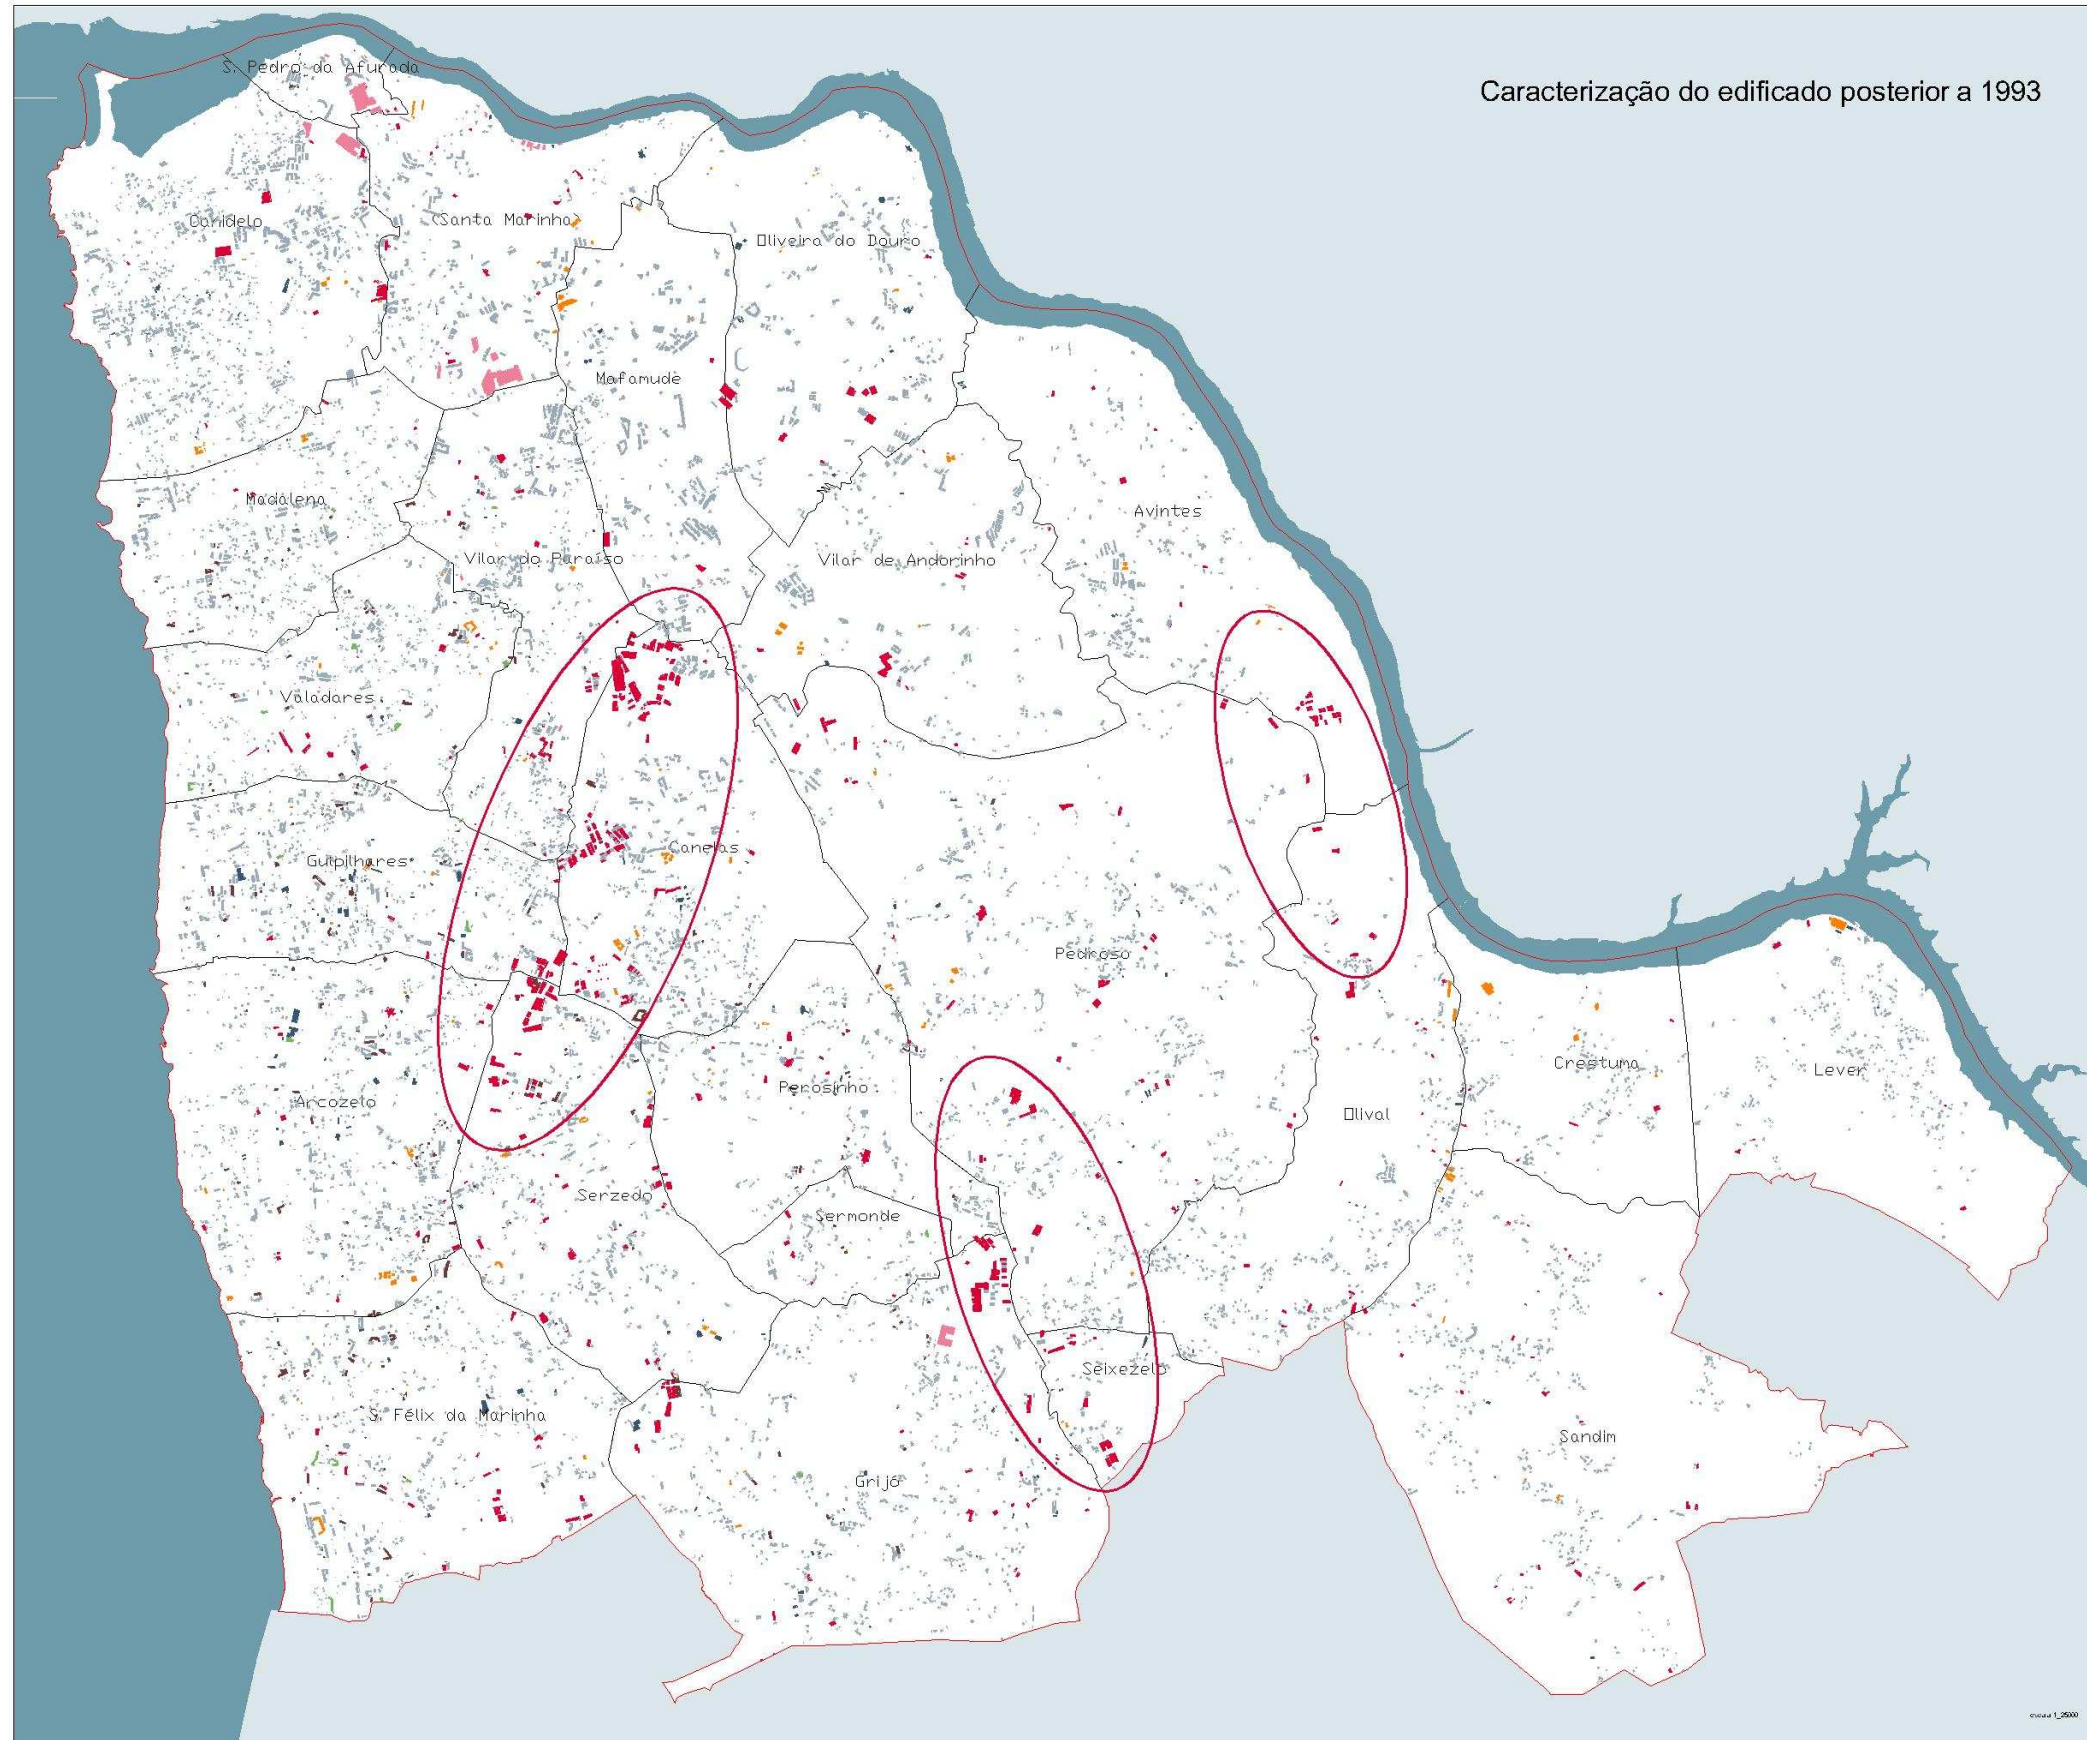 Caracterização do edificado posterior a 1993
S. Pedro da Afurada
Canidelo
(Santa Marinha)
Oliveira do Douro
Mafamude
Madalena
Avintes
Vilar do Paraíso
Vilar de Andorinho
Valadares
Canelas
Gulpilhares
Pedroso
Crestuma
Lever
Perosinho
Arcozelo
Olival
Serzedo
Sermonde
Seixezelo
S. Félix da Marinha
Sandim
Grijó
1_25000